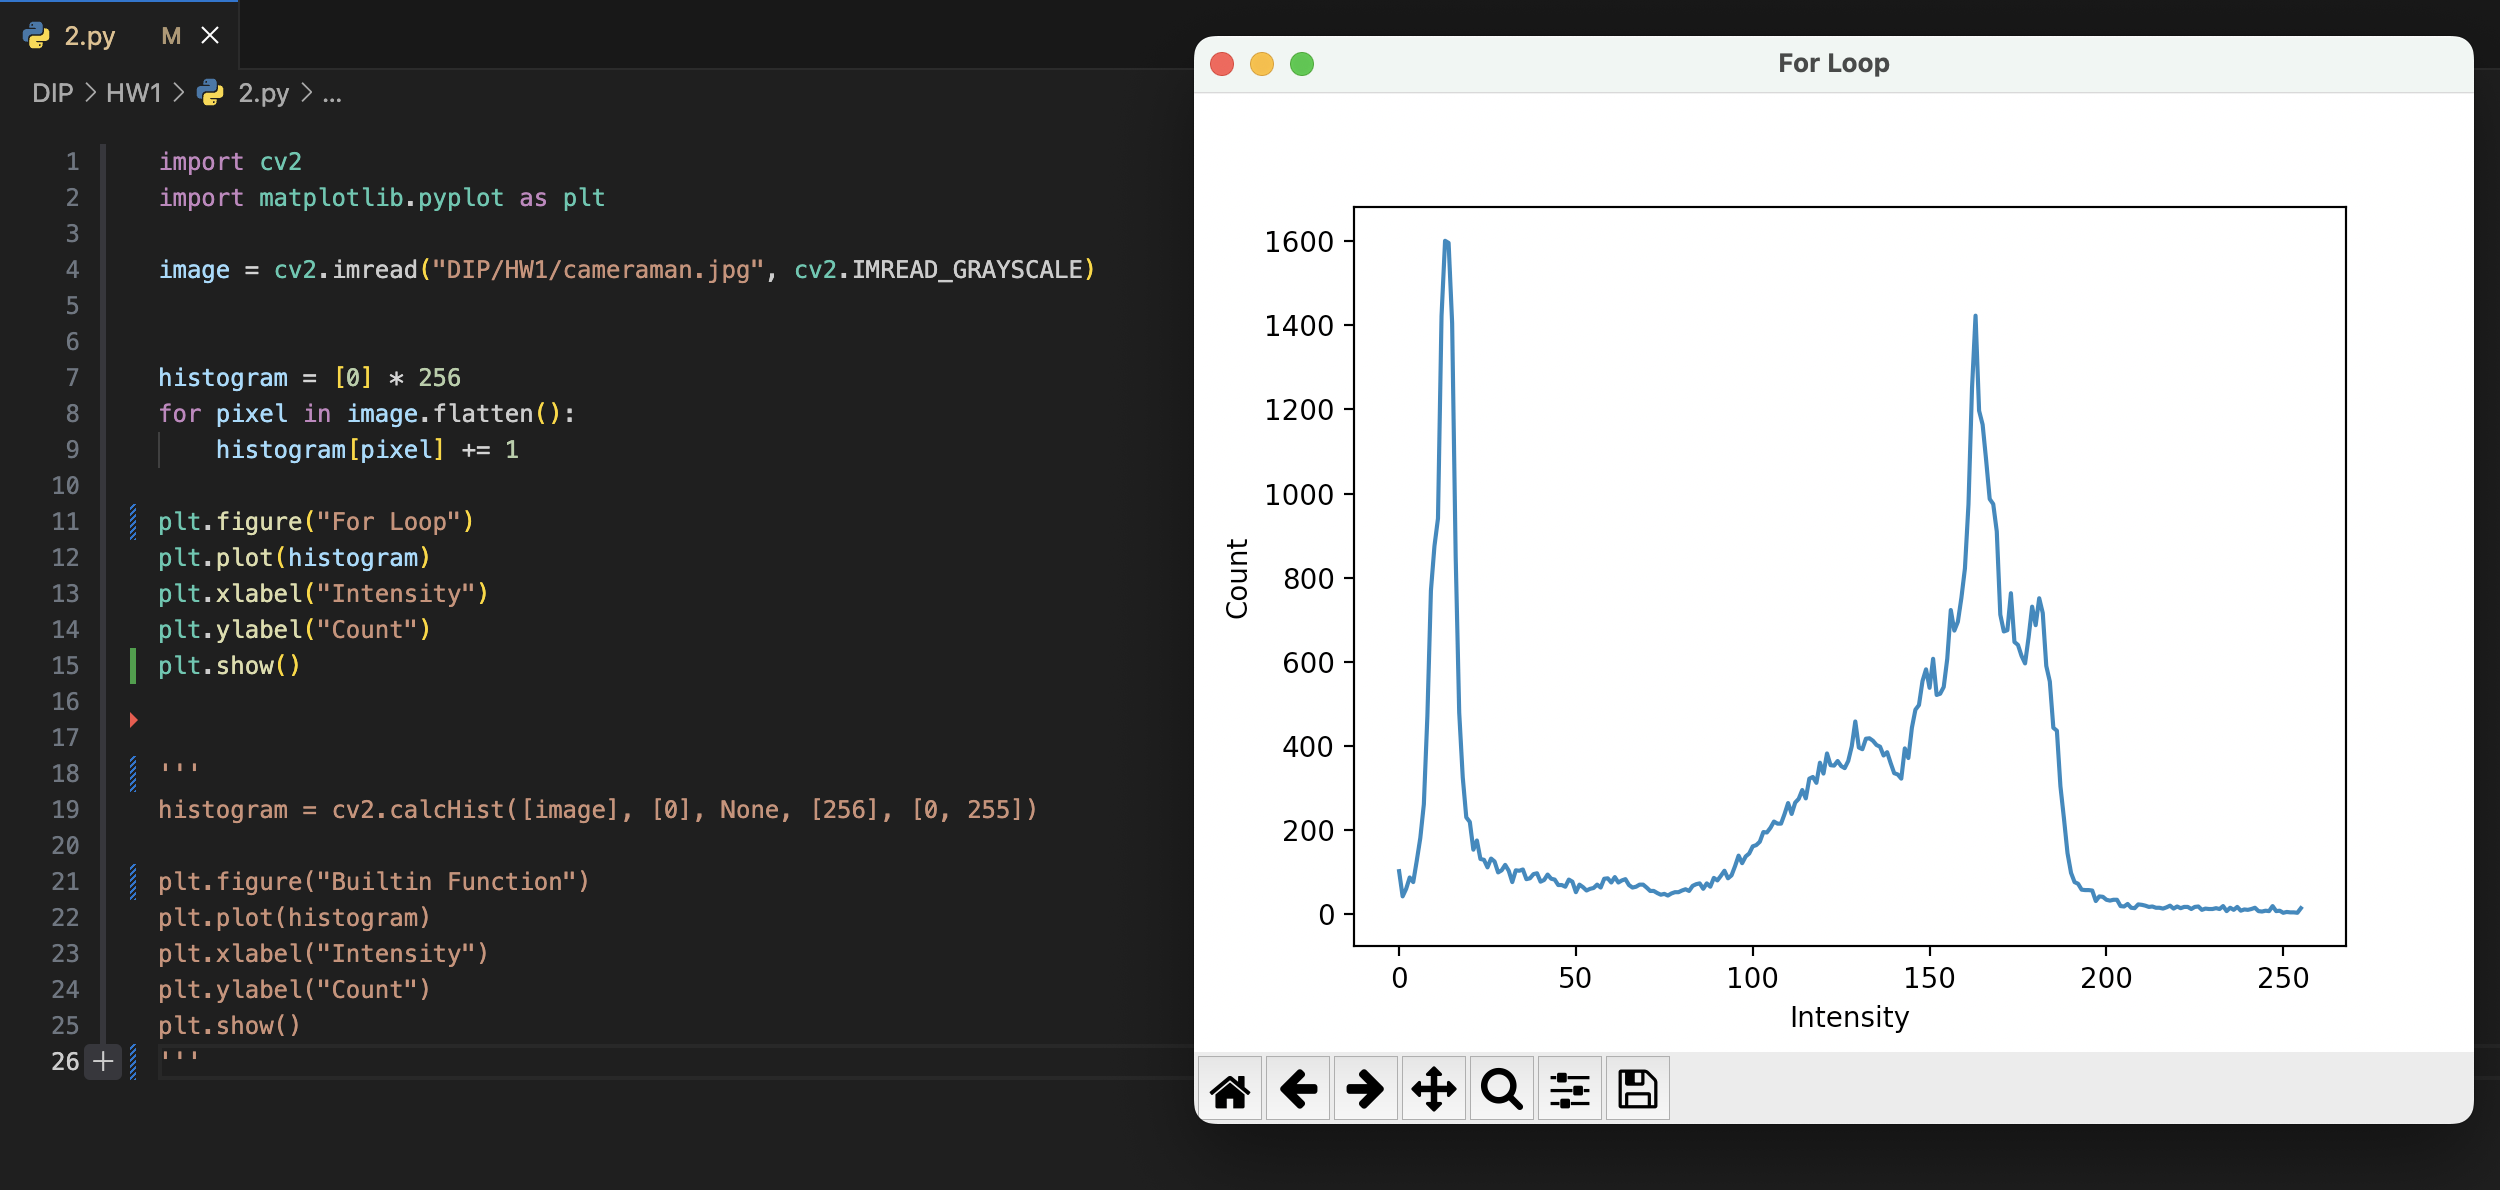 2.py M
DIP > HW1 > 2.py > ...
1 import cv2
2 import matplotlib.pyplot as plt
3
4 image = cv2.imread("DIP/HW1/cameraman.jpg", cv2.IMREAD_GRAYSCALE)
5
6
7 histogram = [0] * 256
8 for pixel in image.flatten():
9     histogram[pixel] += 1
10
11 plt.figure("For Loop")
12 plt.plot(histogram)
13 plt.xlabel("Intensity")
14 plt.ylabel("Count")
15 plt.show()
16
17
18 '''
19 histogram = cv2.calcHist([image], [0], None, [256], [0, 255])
20
21 plt.figure("Builtin Function")
22 plt.plot(histogram)
23 plt.xlabel("Intensity")
24 plt.ylabel("Count")
25 plt.show()
26 '''
For Loop
1600
1400
1200
1000
800
600
400
200
0
Count
0 50 100 150 200 250
Intensity